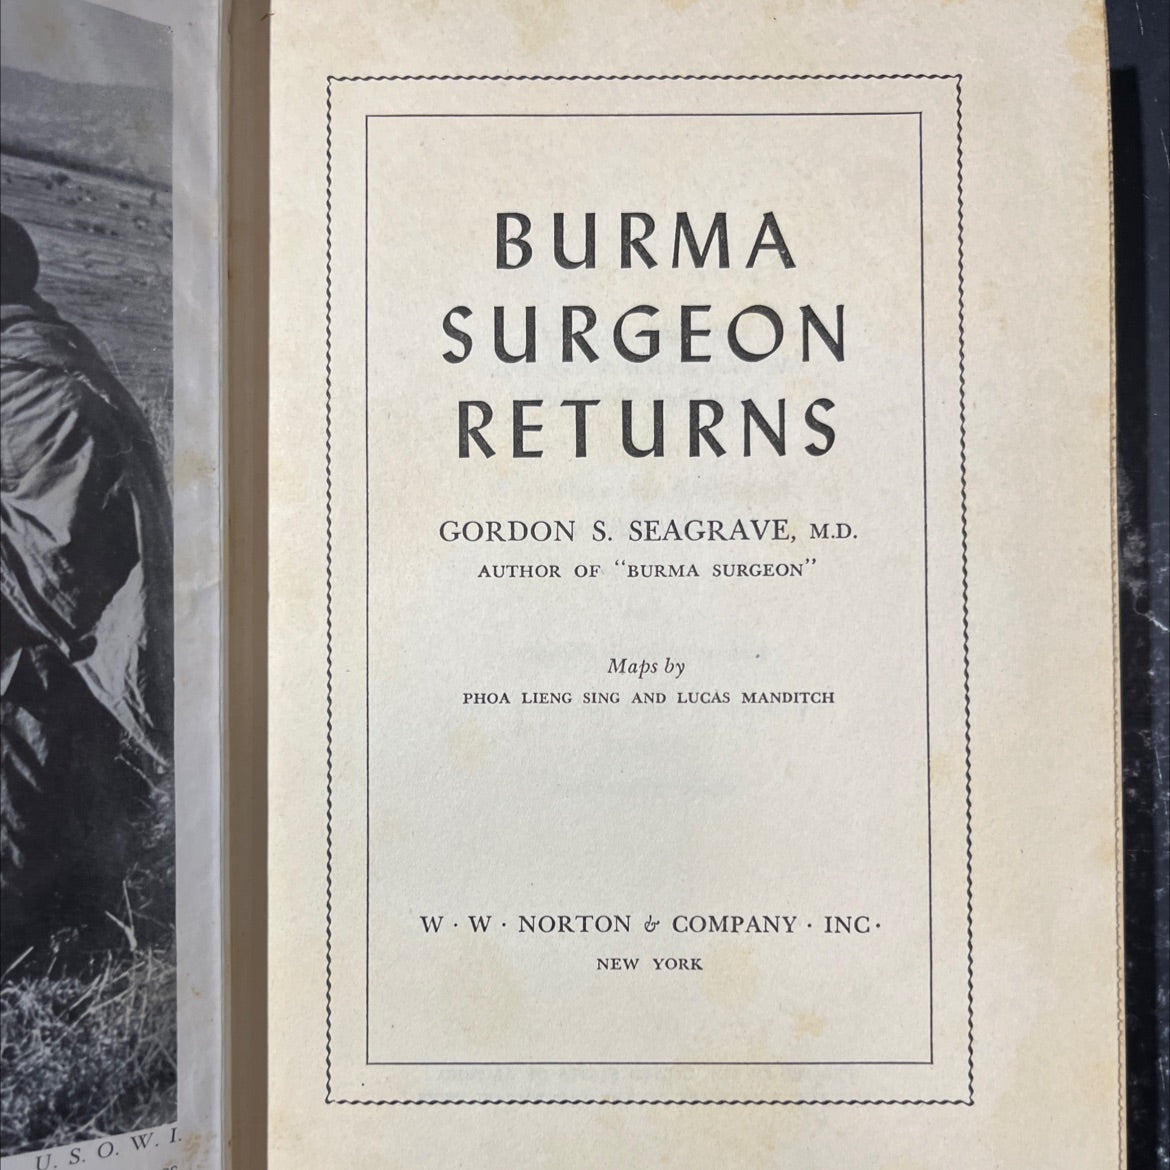 BURMA
SURGEON
RETURNS
GORDON S. SEAGRAVE, M.D.
AUTHOR OF “BURMA SURGEON”
Maps by
PHOA LIENG SING AND LUCAS MANDITCH
W · W · NORTON & COMPANY · INC·
NEW YORK
U. S. O. W. I.